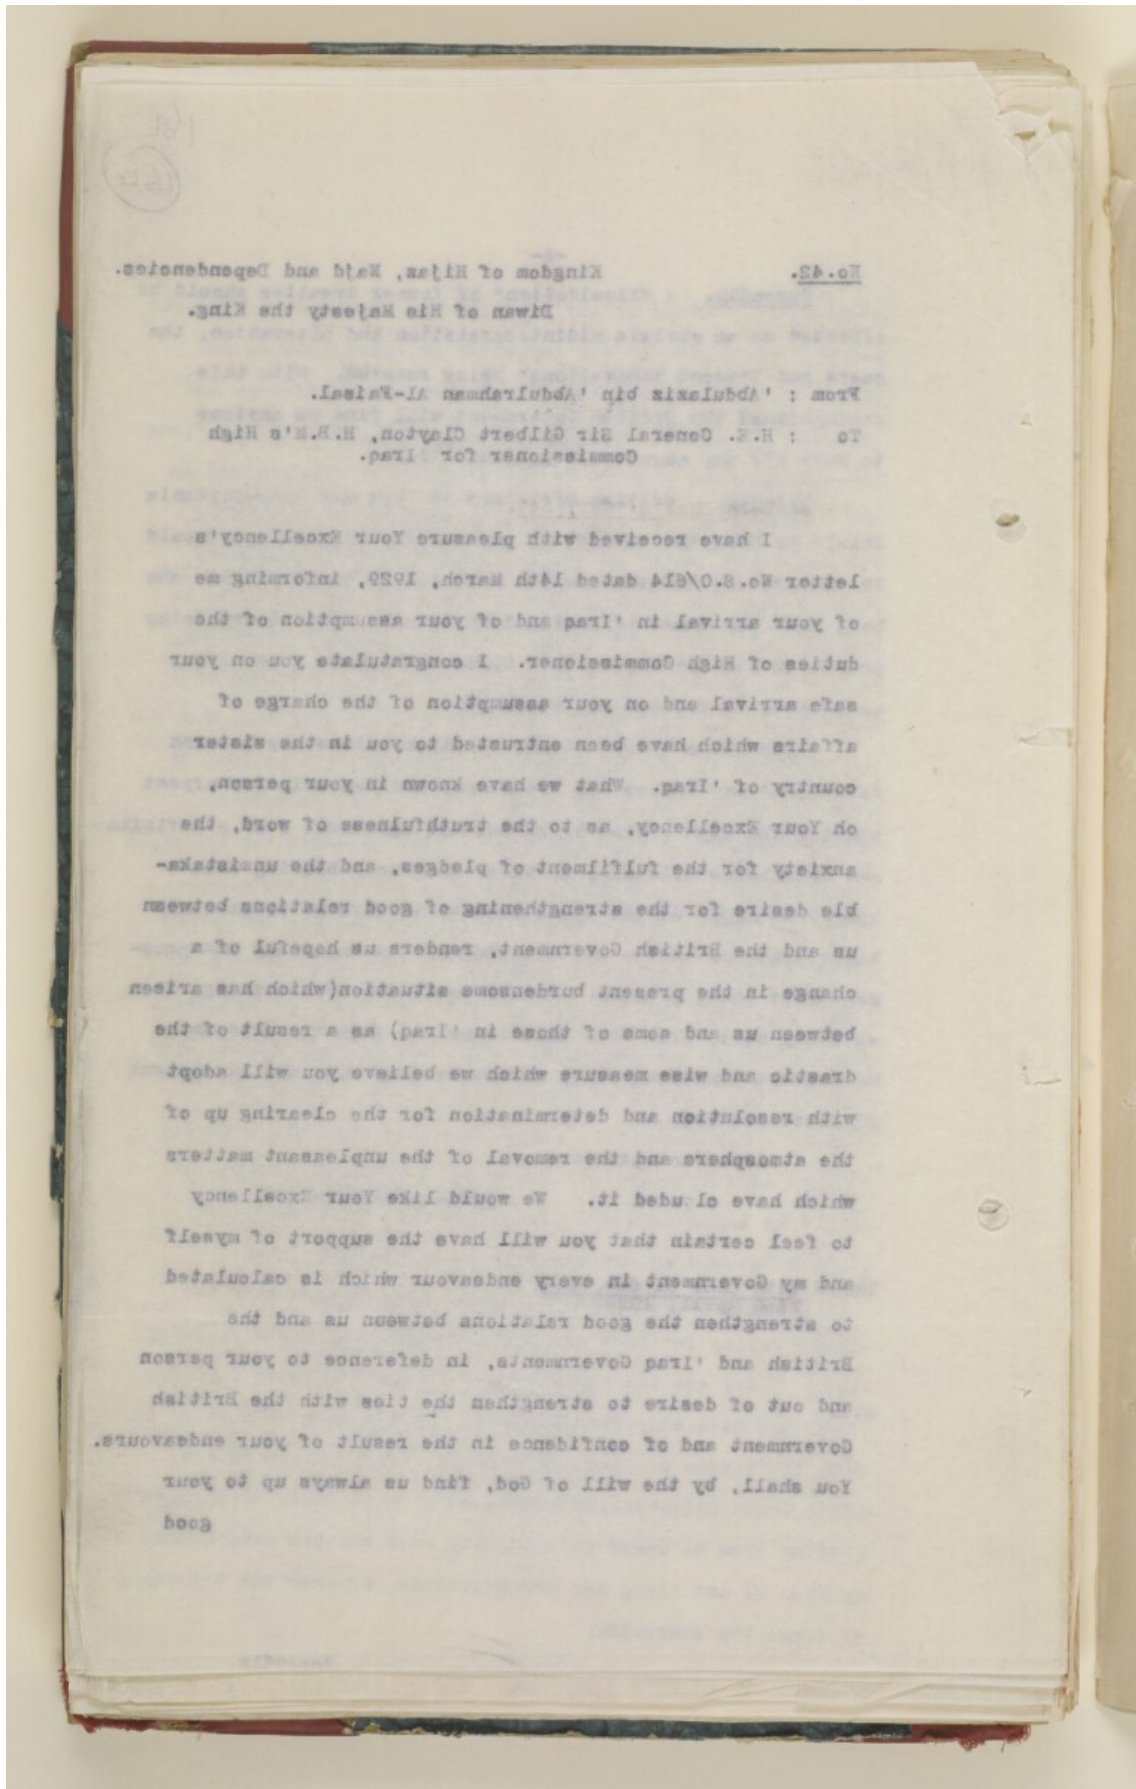 No.42. Kingdom of Hijaz, Najd and Dependencies.
Diwan of His Majesty the King.
From : 'Abdulaziz bin 'Abdulrahman Al-Faisal.
To : H.E. General Sir Gilbert Clayton, H.B.M's High
Commissioner for 'Iraq.
I have received with pleasure Your Excellency's
letter No.S.O/614 dated 14th March, 1929, informing me
of your arrival in 'Iraq and of your assumption of the
duties of High Commissioner. I congratulate you on your
safe arrival and on your assumption of the charge of
affairs which have been entrusted to you in the sister
country of 'Iraq. What we have known in your person,
oh Your Excellency, as to the truthfulness of word, the
anxiety for the fulfilment of pledges, and the unmistaka-
ble desire for the strengthening of good relations between
us and the British Government, renders us hopeful of a
change in the present burdensome situation(which has arisen
between us and some of those in 'Iraq) as a result of the
drastic and wise measure which we believe you will adopt
with resolution and determination for the clearing up of
the atmosphere and the removal of the unpleasant matters
which have clouded it. We would like Your Excellency
to feel certain that you will have the support of myself
and my Government in every endeavour which is calculated
to strengthen the good relations between us and the
British and 'Iraq Governments, in deference to your person
and out of desire to strengthen the ties with the British
Government and of confidence in the result of your endeavours.
You shall, by the will of God, find us always up to your
good